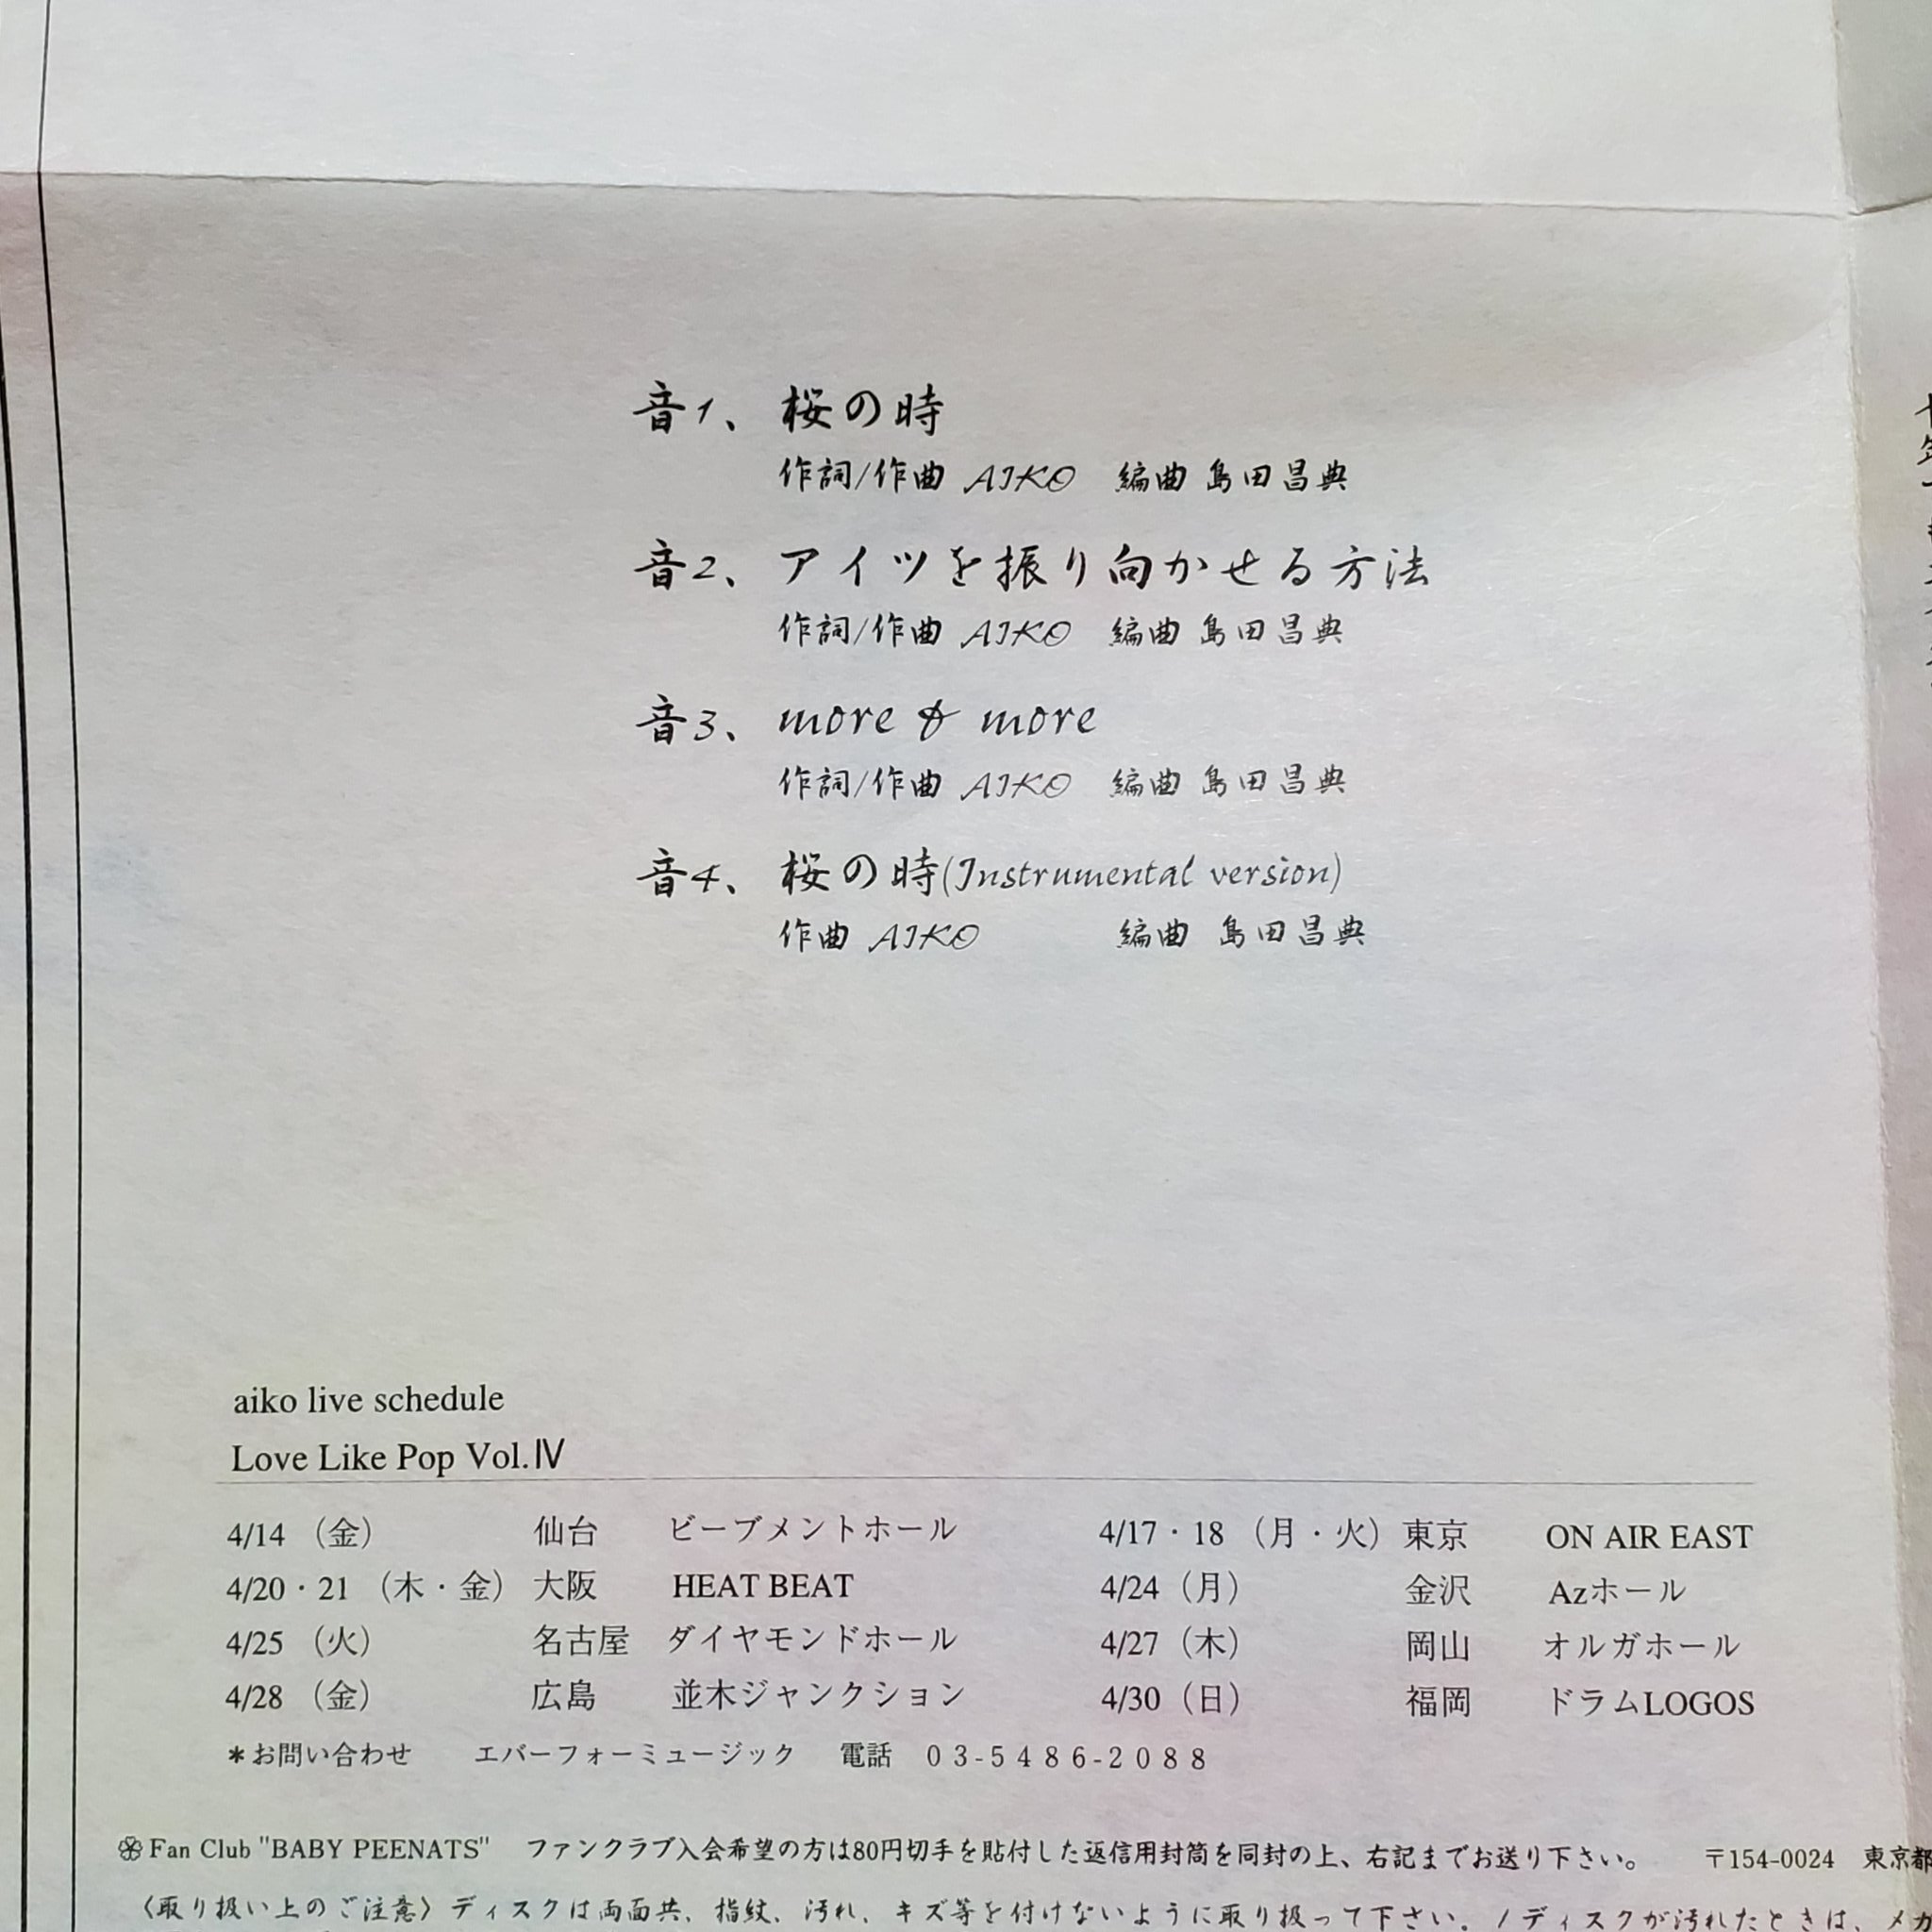 音1、桜の時
作詞/作曲 AIKO 編曲 島田昌典
音2、アイツを振り向かせる方法
作詞/作曲 AIKO 編曲 島田昌典
音3、more & more
作詞/作曲 AIKO 編曲 島田昌典
音4、桜の時(Instrumental version)
作曲 AIKO 編曲 島田昌典
aiko live schedule
Love Like Pop Vol.Ⅳ
4/14 （金） 仙台 ビーブメントホール 4/17・18 （月・火） 東京 ON AIR EAST
4/20・21 （木・金） 大阪 HEAT BEAT 4/24 （月） 金沢 Azホール
4/25 （火） 名古屋 ダイヤモンドホール 4/27 （木） 岡山 オルガホール
4/28 （金） 広島 並木ジャンクション 4/30 （日） 福岡 ドラムLOGOS
＊お問い合わせ エバーフォーミュージック 電話 03-5486-2088
Fan Club "BABY PEENATS" ファンクラブ入会希望の方は80円切手を貼付した返信用封筒を同封の上、右記までお送り下さい。 〒154-0024 東京都
〈取り扱い上のご注意〉ディスクは両面共、指紋、汚れ、キズ等を付けないように取り扱って下さい。/ディスクが汚れたときは、メガ